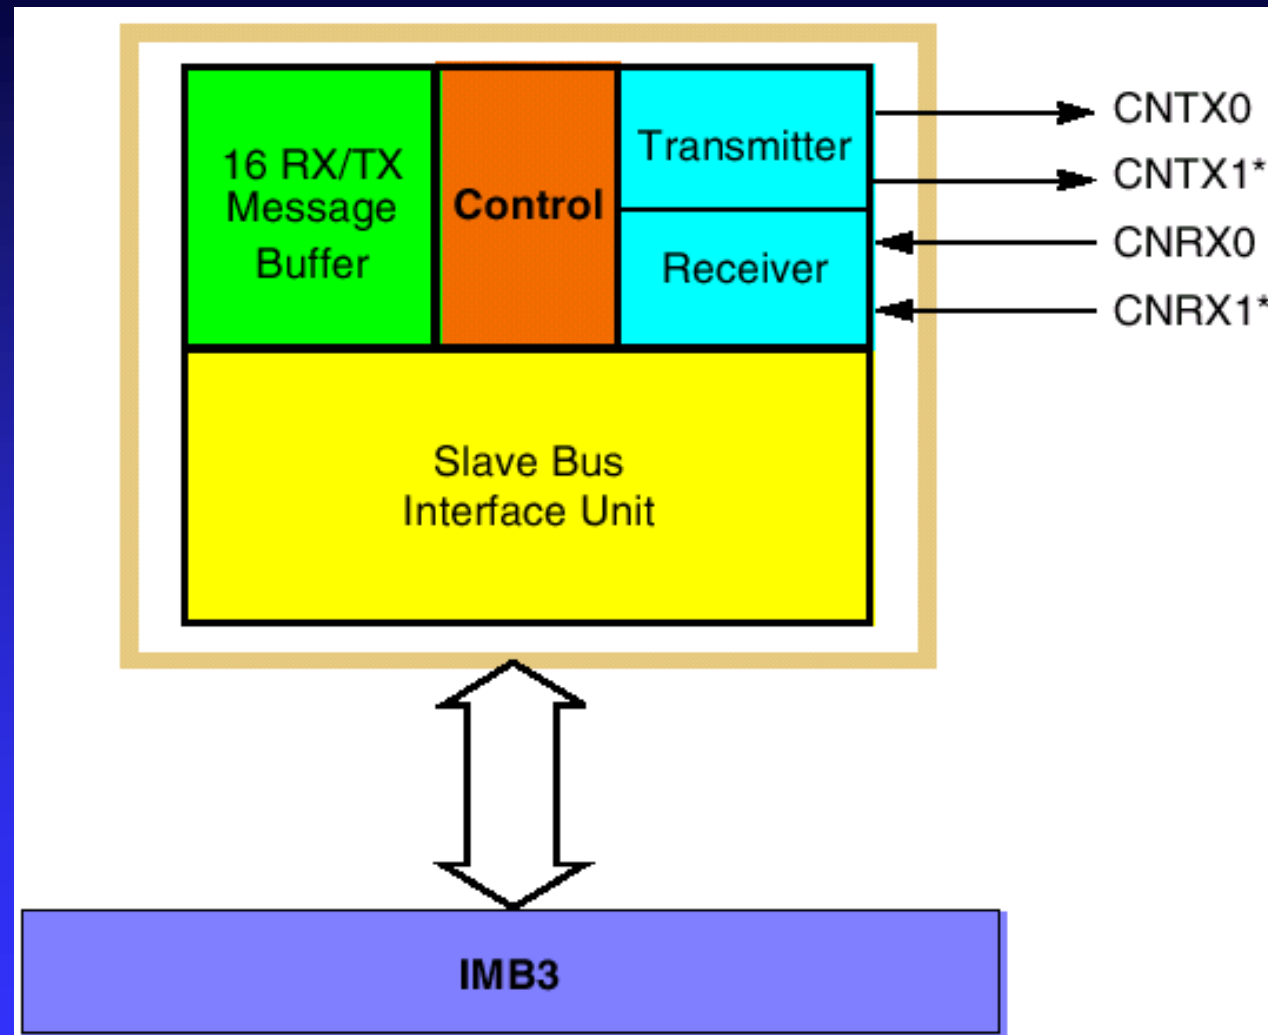 16 RX/TX
Message
Buffer
Control
Transmitter
Receiver
CNTX0
CNTX1*
CNRX0
CNRX1*
Slave Bus
Interface Unit
IMB3